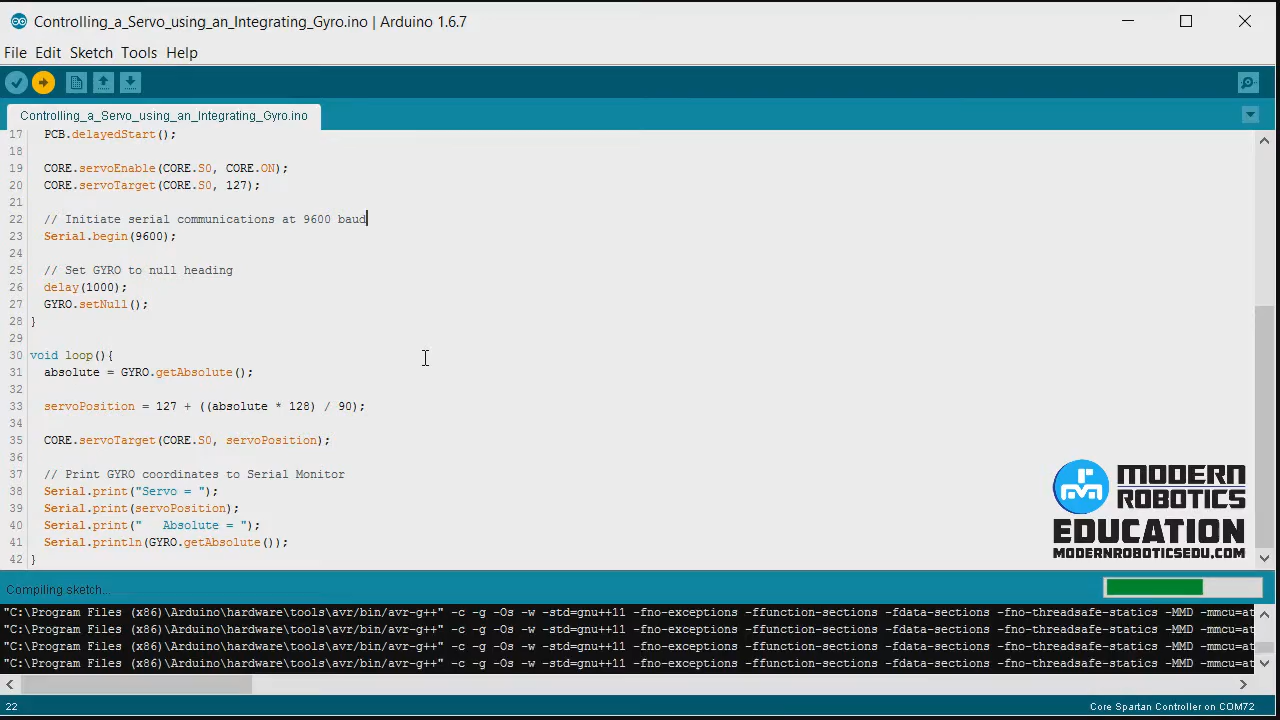 Controlling_a_Servo_using_an_Integrating_Gyro.ino | Arduino 1.6.7
File Edit Sketch Tools Help
Controlling_a_Servo_using_an_Integrating_Gyro.ino
17 PCB.delayedStart();
18
19 CORE.servoEnable(CORE.S0, CORE.ON);
20 CORE.servoTarget(CORE.S0, 127);
21
22 // Initiate serial communications at 9600 baud
23 Serial.begin(9600);
24
25 // Set GYRO to null heading
26 delay(1000);
27 GYRO.setNull();
28 }
29
30 void loop(){
31 absolute = GYRO.getAbsolute();
32
33 servoPosition = 127 + ((absolute * 128) / 90);
34
35 CORE.servoTarget(CORE.S0, servoPosition);
36
37 // Print GYRO coordinates to Serial Monitor
38 Serial.print("Servo = ");
39 Serial.print(servoPosition);
40 Serial.print("   Absolute = ");
41 Serial.println(GYRO.getAbsolute());
42 }
MODERN
ROBOTICS
EDUCATION
MODERNROBOTICSEDU.COM
Compiling sketch...
"C:\Program Files (x86)\Arduino\hardware\tools\avr/bin/avr-g++" -c -g -Os -w -std=gnu++11 -fno-exceptions -ffunction-sections -fdata-sections -fno-threadsafe-statics -MMD -mmcu=at
"C:\Program Files (x86)\Arduino\hardware\tools\avr/bin/avr-g++" -c -g -Os -w -std=gnu++11 -fno-exceptions -ffunction-sections -fdata-sections -fno-threadsafe-statics -MMD -mmcu=at
"C:\Program Files (x86)\Arduino\hardware\tools\avr/bin/avr-g++" -c -g -Os -w -std=gnu++11 -fno-exceptions -ffunction-sections -fdata-sections -fno-threadsafe-statics -MMD -mmcu=at
"C:\Program Files (x86)\Arduino\hardware\tools\avr/bin/avr-g++" -c -g -Os -w -std=gnu++11 -fno-exceptions -ffunction-sections -fdata-sections -fno-threadsafe-statics -MMD -mmcu=at
22 Core Spartan Controller on COM72